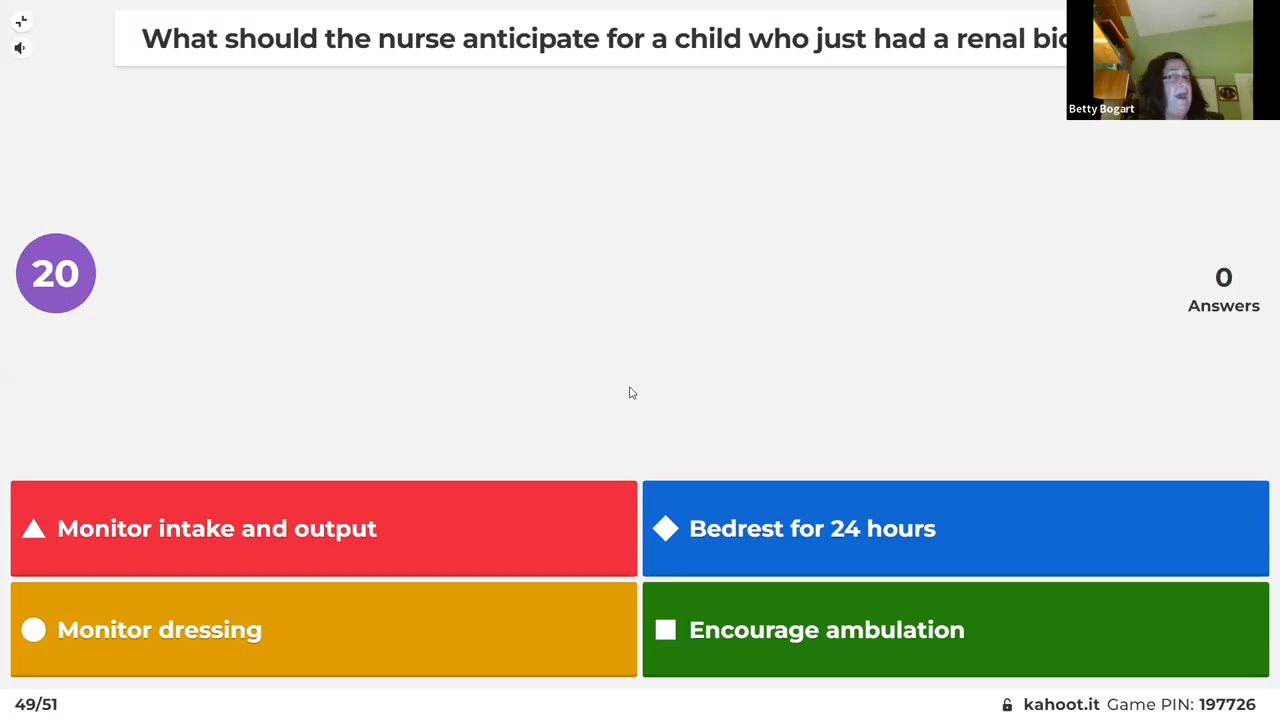 What should the nurse anticipate for a child who just had a renal
Betty Bogart
20
0
Answers
Monitor intake and output
Bedrest for 24 hours
Monitor dressing
Encourage ambulation
49/51
kahoot.it Game PIN: 197726